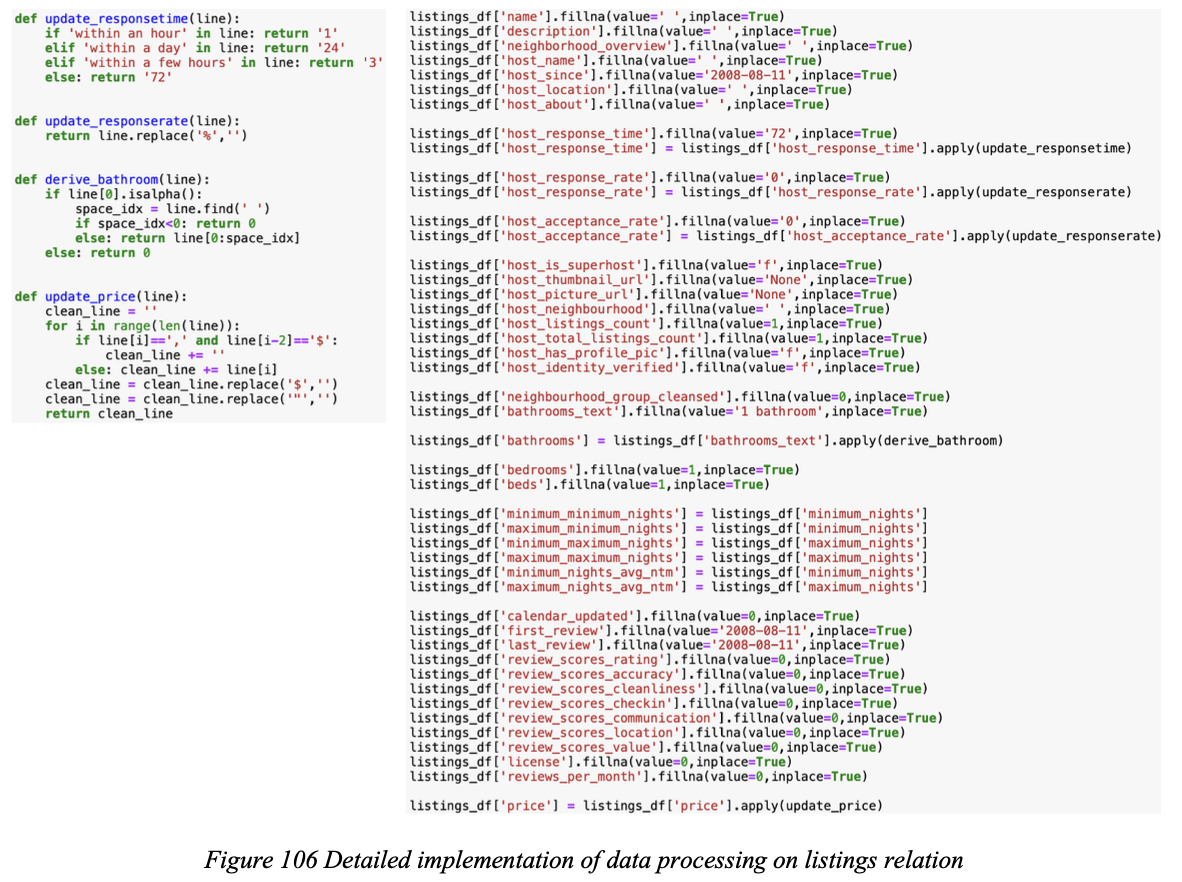 def update_responsetime(line):
    if 'within an hour' in line: return '1'
    elif 'within a day' in line: return '24'
    elif 'within a few hours' in line: return '3'
    else: return '72'
def update_responserate(line):
    return line.replace('%','')
def derive_bathroom(line):
    if line[0].isalpha():
        space_idx = line.find(' ')
        if space_idx<0: return 0
        else: return line[0:space_idx]
    else: return 0
def update_price(line):
    clean_line = ''
    for i in range(len(line)):
        if line[i]==',' and line[i-2]=='$':
            clean_line += ''
        else: clean_line += line[i]
    clean_line = clean_line.replace('$','')
    clean_line = clean_line.replace('"','')
    return clean_line
listings_df['name'].fillna(value=' ',inplace=True)
listings_df['description'].fillna(value=' ',inplace=True)
listings_df['neighborhood_overview'].fillna(value=' ',inplace=True)
listings_df['host_name'].fillna(value=' ',inplace=True)
listings_df['host_since'].fillna(value='2008-08-11',inplace=True)
listings_df['host_location'].fillna(value=' ',inplace=True)
listings_df['host_about'].fillna(value=' ',inplace=True)
listings_df['host_response_time'].fillna(value='72',inplace=True)
listings_df['host_response_time'] = listings_df['host_response_time'].apply(update_responsetime)
listings_df['host_response_rate'].fillna(value='0',inplace=True)
listings_df['host_response_rate'] = listings_df['host_response_rate'].apply(update_responserate)
listings_df['host_acceptance_rate'].fillna(value='0',inplace=True)
listings_df['host_acceptance_rate'] = listings_df['host_acceptance_rate'].apply(update_responserate)
listings_df['host_is_superhost'].fillna(value='f',inplace=True)
listings_df['host_thumbnail_url'].fillna(value='None',inplace=True)
listings_df['host_picture_url'].fillna(value='None',inplace=True)
listings_df['host_neighbourhood'].fillna(value=' ',inplace=True)
listings_df['host_listings_count'].fillna(value=1,inplace=True)
listings_df['host_total_listings_count'].fillna(value=1,inplace=True)
listings_df['host_has_profile_pic'].fillna(value='f',inplace=True)
listings_df['host_identity_verified'].fillna(value='f',inplace=True)
listings_df['neighbourhood_group_cleansed'].fillna(value=0,inplace=True)
listings_df['bathrooms_text'].fillna(value='1 bathroom',inplace=True)
listings_df['bathrooms'] = listings_df['bathrooms_text'].apply(derive_bathroom)
listings_df['bedrooms'].fillna(value=1,inplace=True)
listings_df['beds'].fillna(value=1,inplace=True)
listings_df['minimum_minimum_nights'] = listings_df['minimum_nights']
listings_df['maximum_minimum_nights'] = listings_df['minimum_nights']
listings_df['minimum_maximum_nights'] = listings_df['maximum_nights']
listings_df['maximum_maximum_nights'] = listings_df['maximum_nights']
listings_df['minimum_nights_avg_ntm'] = listings_df['minimum_nights']
listings_df['maximum_nights_avg_ntm'] = listings_df['maximum_nights']
listings_df['calendar_updated'].fillna(value=0,inplace=True)
listings_df['first_review'].fillna(value='2008-08-11',inplace=True)
listings_df['last_review'].fillna(value='2008-08-11',inplace=True)
listings_df['review_scores_rating'].fillna(value=0,inplace=True)
listings_df['review_scores_accuracy'].fillna(value=0,inplace=True)
listings_df['review_scores_cleanliness'].fillna(value=0,inplace=True)
listings_df['review_scores_checkin'].fillna(value=0,inplace=True)
listings_df['review_scores_communication'].fillna(value=0,inplace=True)
listings_df['review_scores_location'].fillna(value=0,inplace=True)
listings_df['review_scores_value'].fillna(value=0,inplace=True)
listings_df['license'].fillna(value=0,inplace=True)
listings_df['reviews_per_month'].fillna(value=0,inplace=True)
listings_df['price'] = listings_df['price'].apply(update_price)
Figure 106 Detailed implementation of data processing on listings relation